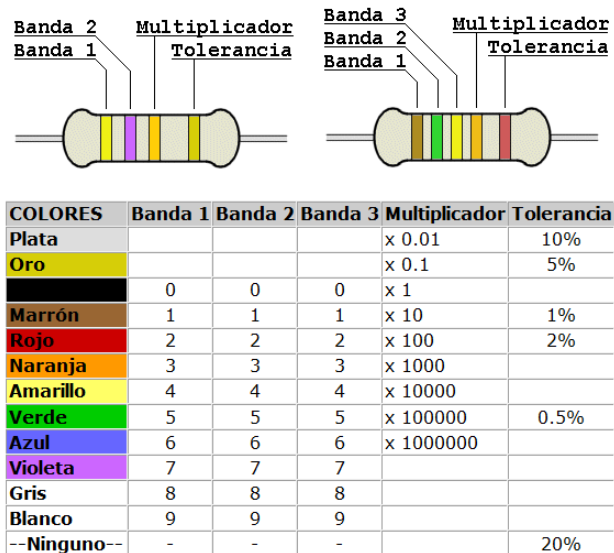 Banda 2 Multiplicador
Banda 1 Tolerancia
Banda 3 Multiplicador
Banda 2 Tolerancia
Banda 1
COLORES Banda 1 Banda 2 Banda 3 Multiplicador Tolerancia
Plata x 0.01 10%
Oro x 0.1 5%
0 0 0 x 1
Marrón 1 1 1 x 10 1%
Rojo 2 2 2 x 100 2%
Naranja 3 3 3 x 1000
Amarillo 4 4 4 x 10000
Verde 5 5 5 x 100000 0.5%
Azul 6 6 6 x 1000000
Violeta 7 7 7
Gris 8 8 8
Blanco 9 9 9
--Ninguno-- - - - 20%